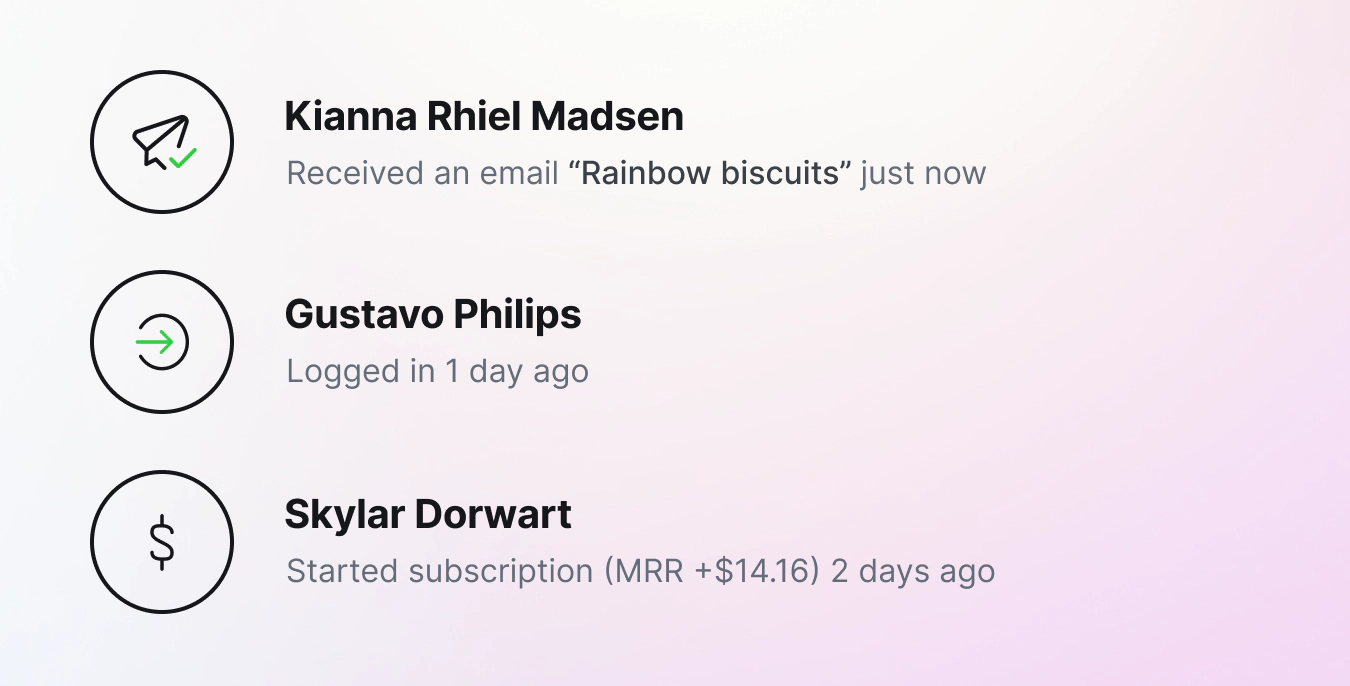 Kianna Rhiel Madsen
Received an email “Rainbow biscuits” just now
Gustavo Philips
Logged in 1 day ago
$
Skylar Dorwart
Started subscription (MRR +$14.16) 2 days ago